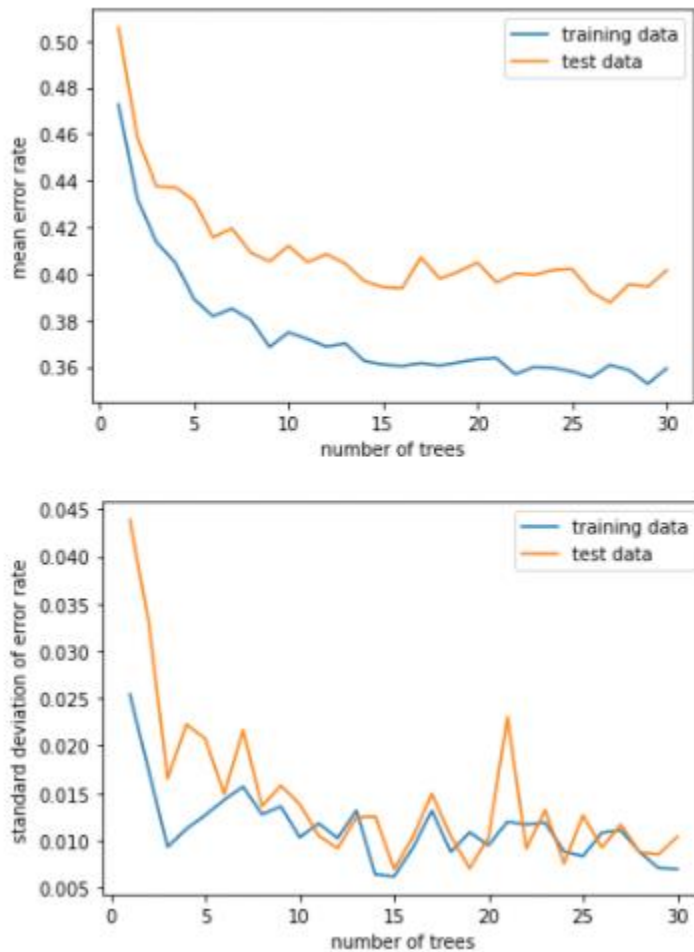 0.50
0.48
0.46
0.44
0.42
0.40
0.38
0.36
mean error rate
training data
test data
0 5 10 15 20 25 30
number of trees
0.045
0.040
0.035
0.030
0.025
0.020
0.015
0.010
0.005
standard deviation of error rate
training data
test data
0 5 10 15 20 25 30
number of trees